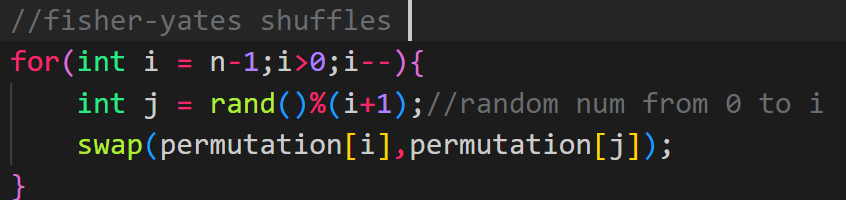 //fisher-yates shuffles
for(int i = n-1;i>0;i--){
int j = rand()%(i+1);//random num from 0 to i
swap(permutation[i],permutation[j]);
}